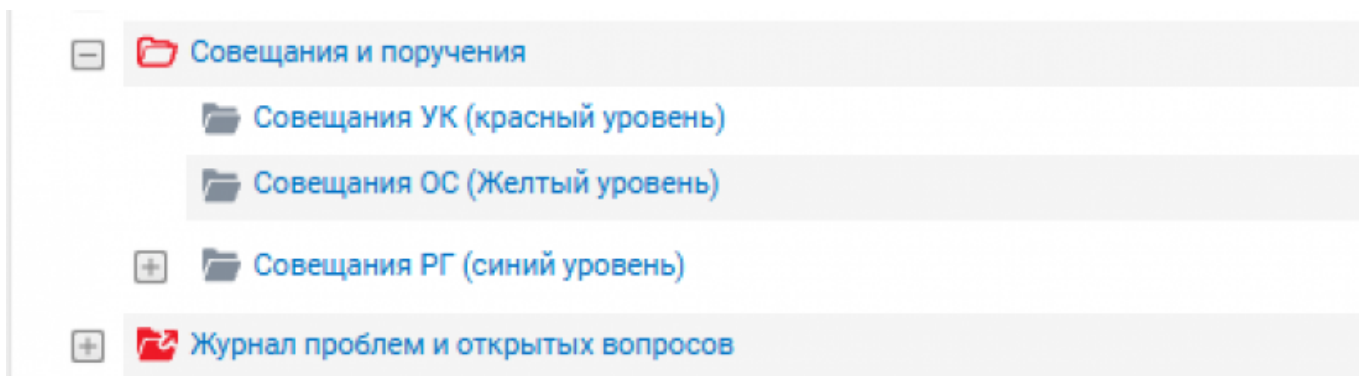 Совещания и поручения
Совещания УК (красный уровень)
Совещания ОС (Желтый уровень)
Совещания РГ (синий уровень)
Журнал проблем и открытых вопросов